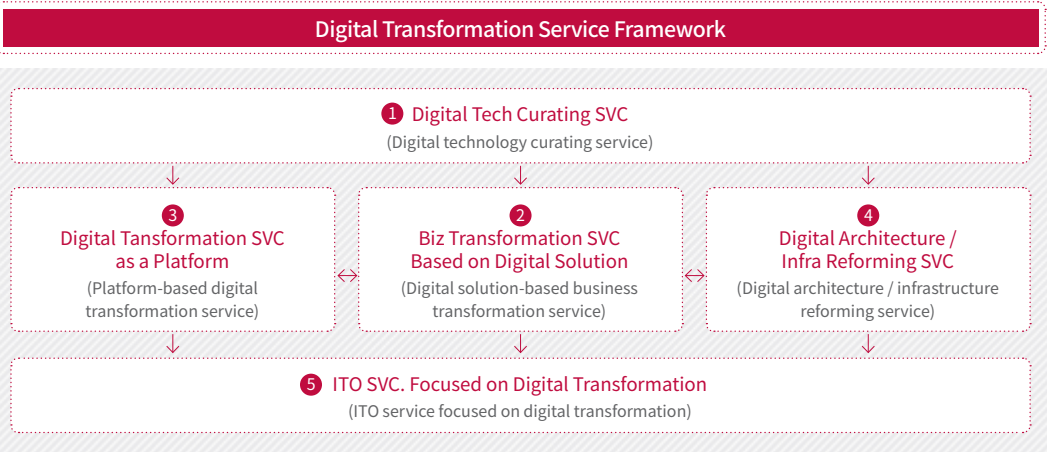 Digital Transformation Service Framework
1 Digital Tech Curating SVC
(Digital technology curating service)
3
Digital Tansformation SVC
as a Platform
(Platform-based digital
transformation service)
2
Biz Transformation SVC
Based on Digital Solution
(Digital solution-based business
transformation service)
4
Digital Architecture /
Infra Reforming SVC
(Digital architecture / infrastructure
reforming service)
5 ITO SVC. Focused on Digital Transformation
(ITO service focused on digital transformation)